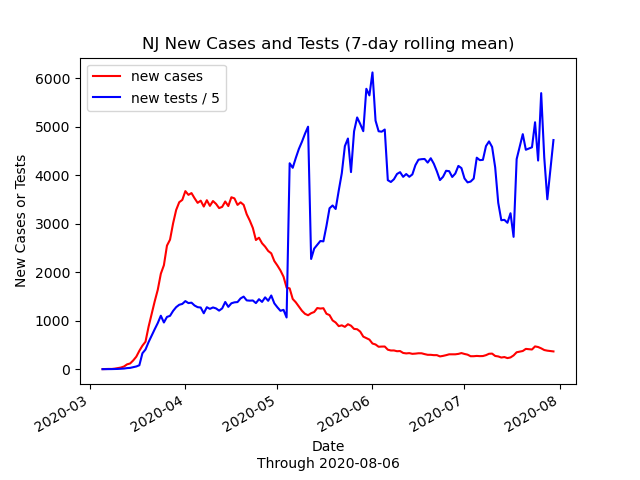 NJ New Cases and Tests (7-day rolling mean)
new cases
new tests / 5
6000
5000
4000
3000
2000
1000
0
New Cases or Tests
2020-03
2020-04
2020-05
2020-06
2020-07
2020-08
Date
Through 2020-08-06